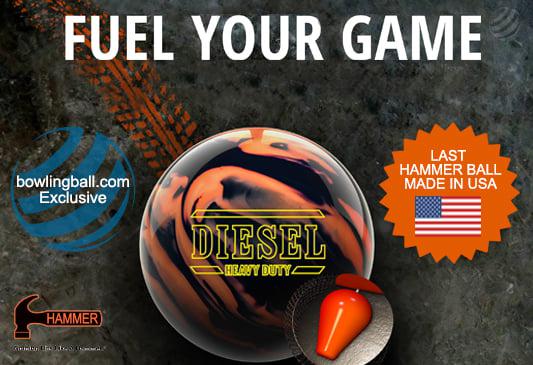 FUEL YOUR GAME
bowlingball.com
Exclusive
LAST
HAMMER BALL
MADE IN USA
DIESEL
HEAVY DUTY
HAMMER